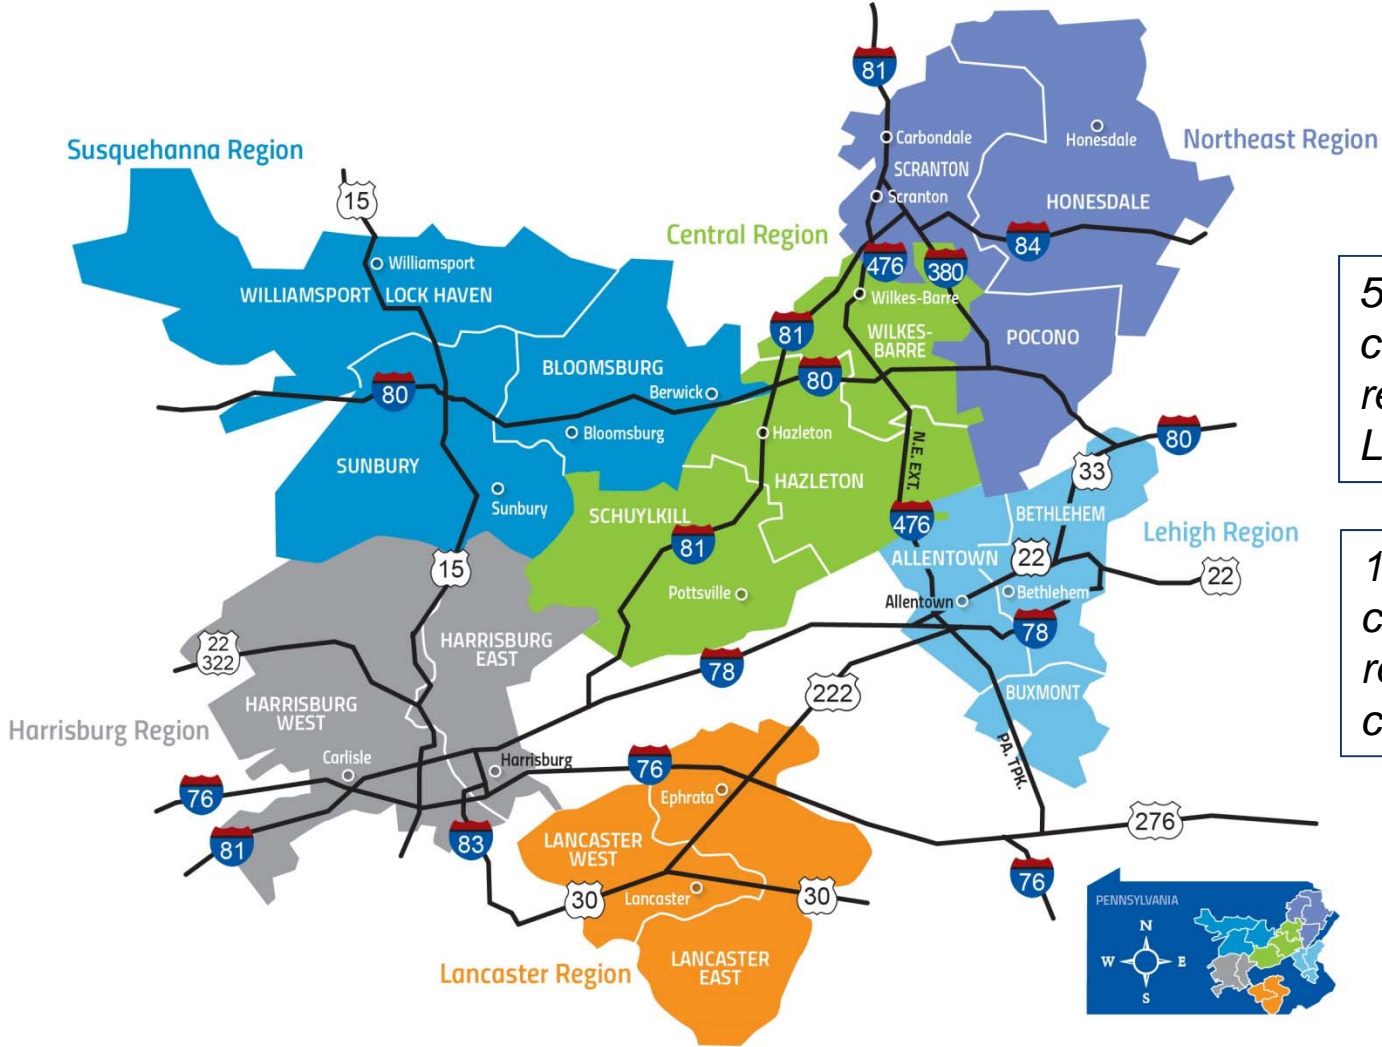 81
Carbondale
Honesdale
Northeast Region
Susquehanna Region
SCRANTON
15
Scranton
HONESDALE
Central Region
84
Williamsport
476
380
WILLIAMSPORT
LOCK HAVEN
Wilkes-Barre
81
WILKES-
BARRE
POCONO
BLOOMSBURG
80
80
Berwick
Bloomsburg
Hazleton
N.E. EXT.
80
SUNBURY
33
HAZLETON
Sunbury
SCHUYLKILL
476
BETHLEHEM
Lehigh Region
81
ALLENTOWN
22
15
22
Pottsville
Allentown
Bethlehem
78
22
322
HARRISBURG
EAST
78
222
BUXMONT
HARRISBURG
WEST
Harrisburg Region
Carlisle
Harrisburg
PA. TPK.
76
76
Ephrata
81
83
LANCASTER
WEST
276
76
30
Lancaster
30
LANCASTER
EAST
Lancaster Region
PENNSYLVANIA
N
W
E
S
5
c
re
L
1
c
re
c